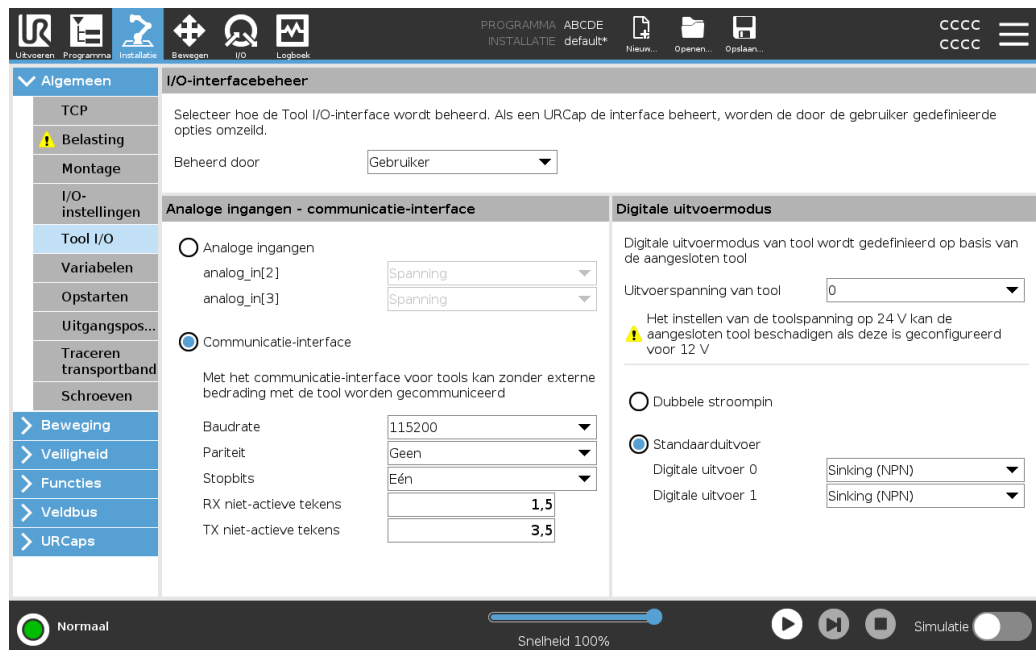 UR
PROGRAMMA ABCDE
INSTALLATIE default*
CCCC
CCCC
Uitvoeren Programma Installatie Bewegen I/O Logboek Nieuw... Openen... Opslaan...
Algemeen
TCP
Belasting
Montage
I/O-
instellingen
Tool I/O
Variabelen
Opstarten
Uitgangspos...
Traceren
transportband
Schroeven
Beweging
Veiligheid
Functies
Veldbus
URCaps
I/O-interfacebeheer
Selecteer hoe de Tool I/O-interface wordt beheerd. Als een URCap de interface beheert, worden de door de gebruiker gedefinieerde
opties omzeild.
Beheerd door Gebruiker
Analoge ingangen - communicatie-interface
Analoge ingangen
analog_in[2] Spanning
analog_in[3] Spanning
Communicatie-interface
Met het communicatie-interface voor tools kan zonder externe
bedrading met de tool worden gecommuniceerd
Baudrate 115200
Pariteit Geen
Stopbits Eén
RX niet-actieve tekens 1,5
TX niet-actieve tekens 3,5
Digitale uitvoermodus
Digitale uitvoermodus van tool wordt gedefinieerd op basis van
de aangesloten tool
Uitvoerspanning van tool 0
Het instellen van de toolspanning op 24 V kan de
aangesloten tool beschadigen als deze is geconfigureerd
voor 12 V
Dubbele stroompin
Standaarduitvoer
Digitale uitvoer 0 Sinking (NPN)
Digitale uitvoer 1 Sinking (NPN)
Normaal
Snelheid 100%
Simulatie